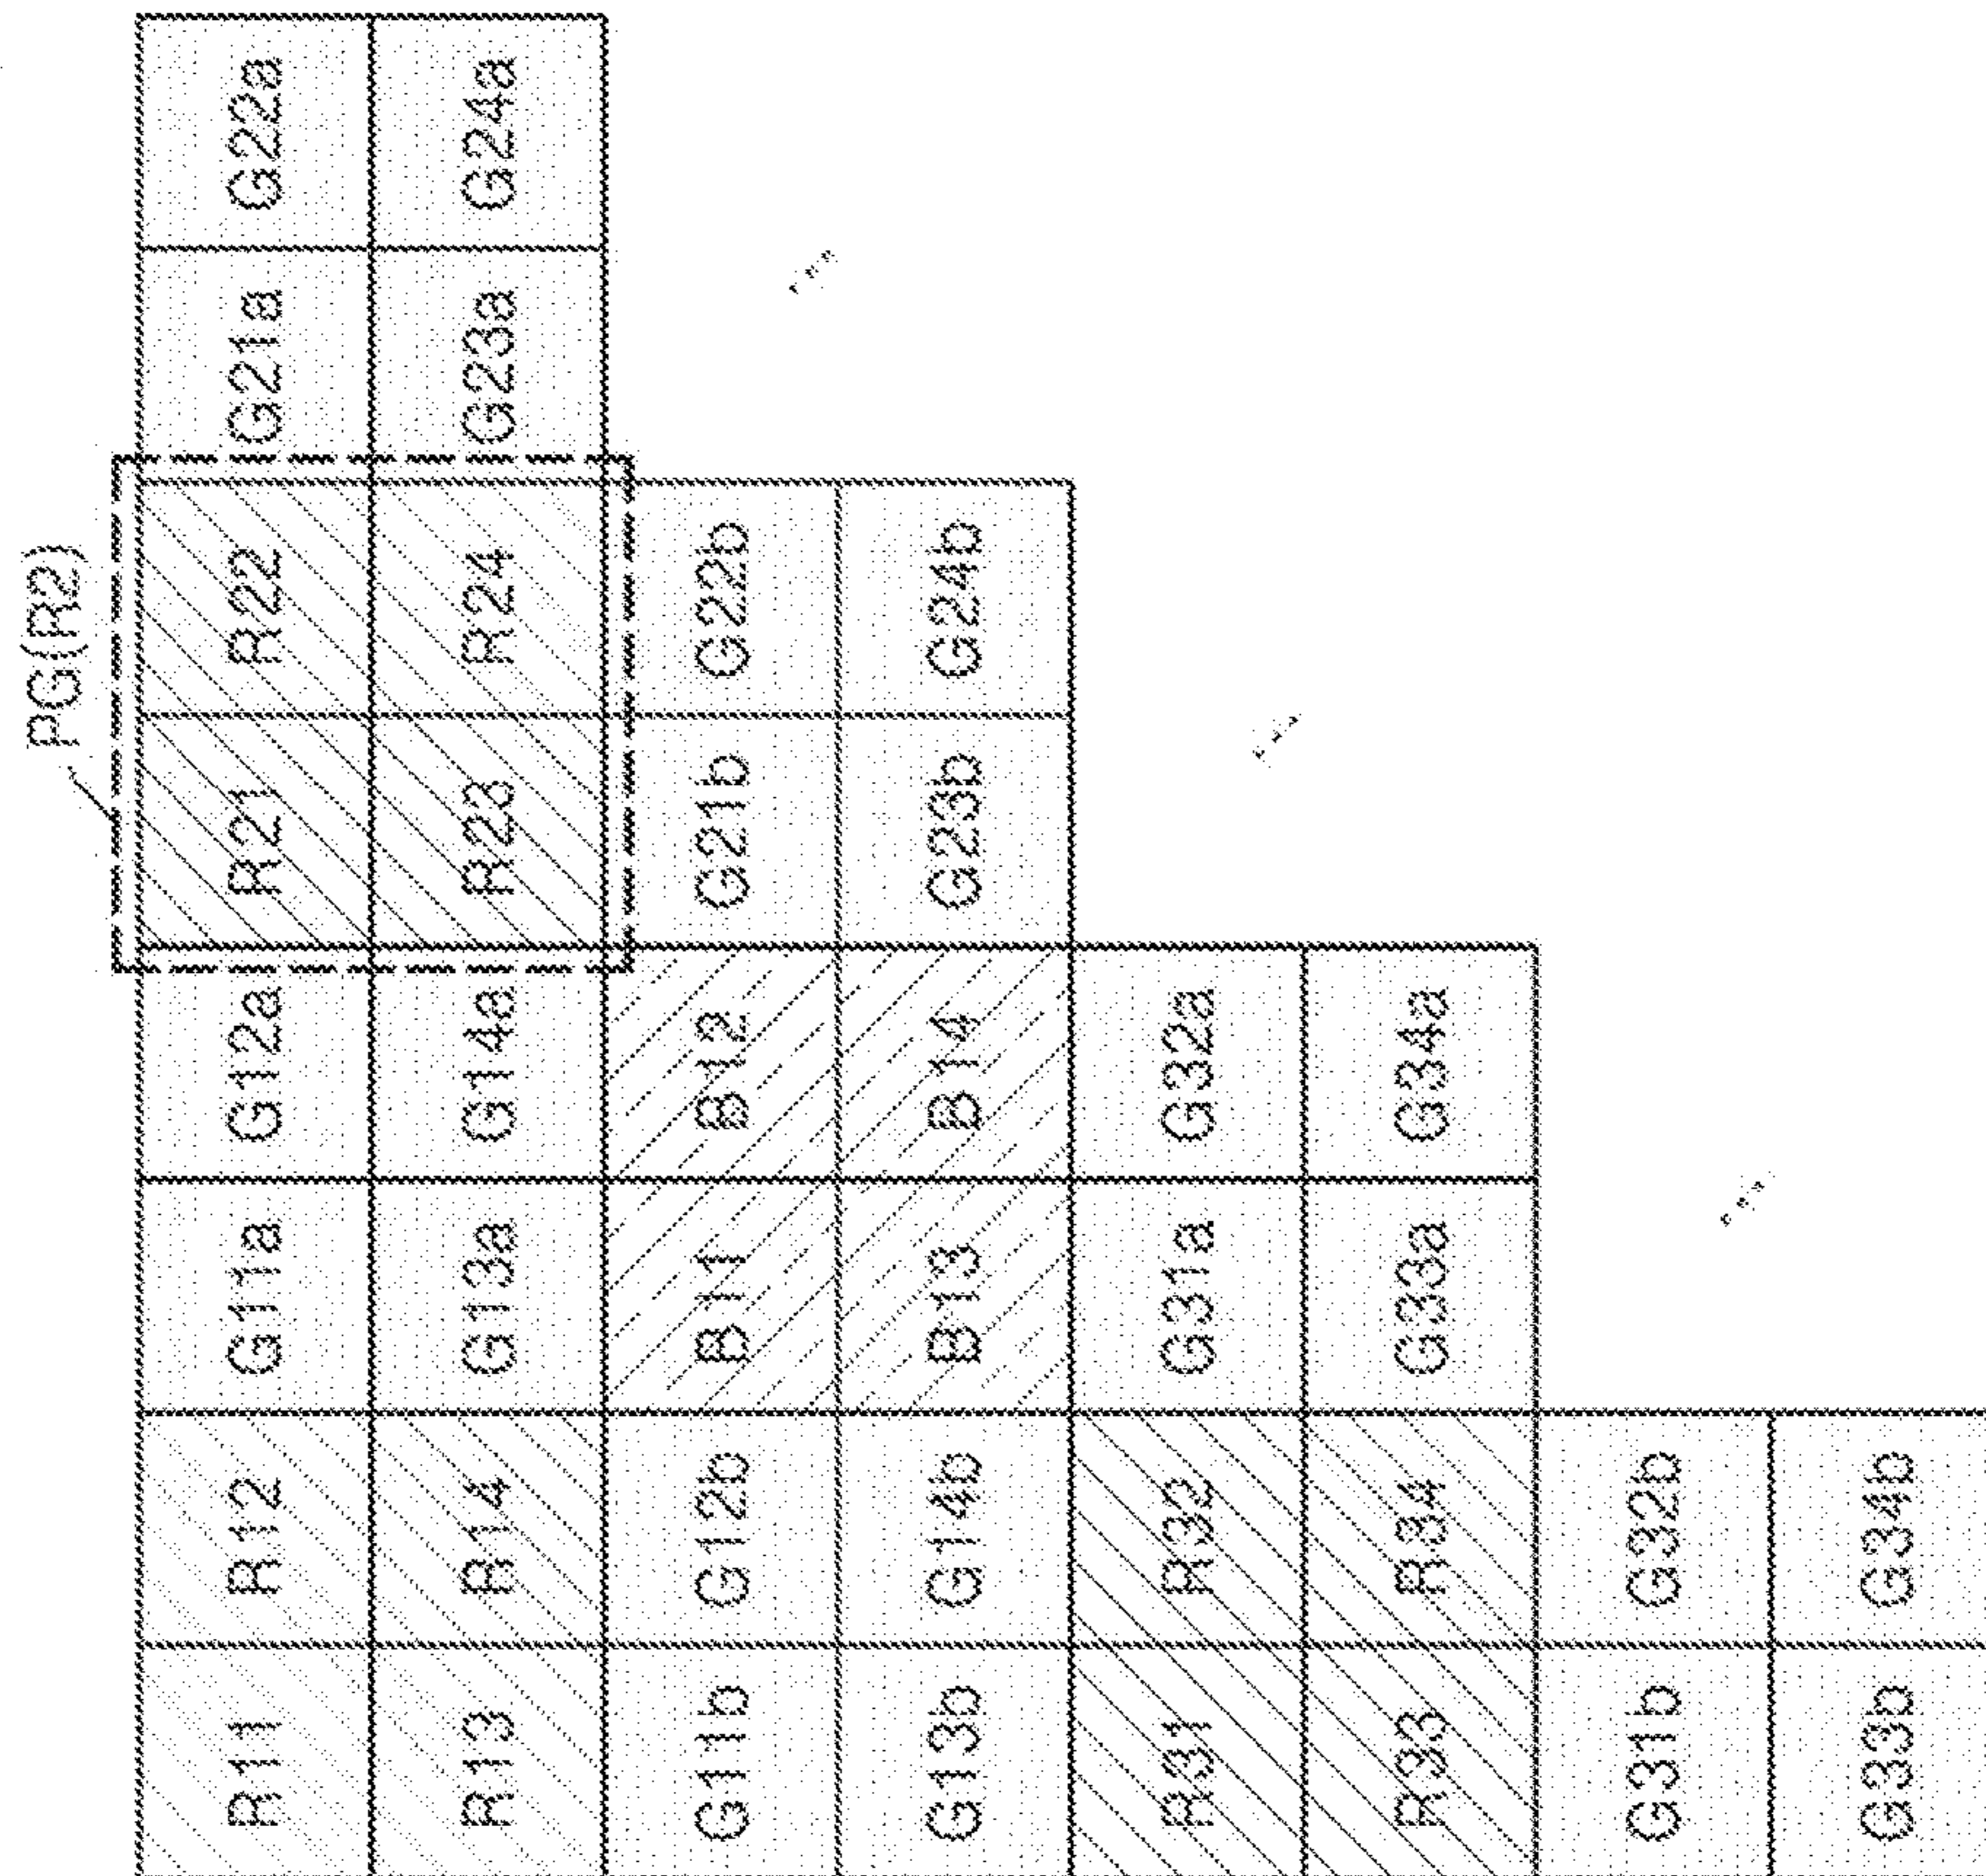 PG(R2)
R11 R12 G11a G12a R21 R22 G21a G22a
R13 R14 G13a G14a R23 R24 G23a G24a
G11b G12b B11 B12 G21b G22b
G13b G14b B13 B14 G23b G24b
R31 R32 G31a G32a
R33 R34 G33a G34a
G31b G32b
G33b G34b